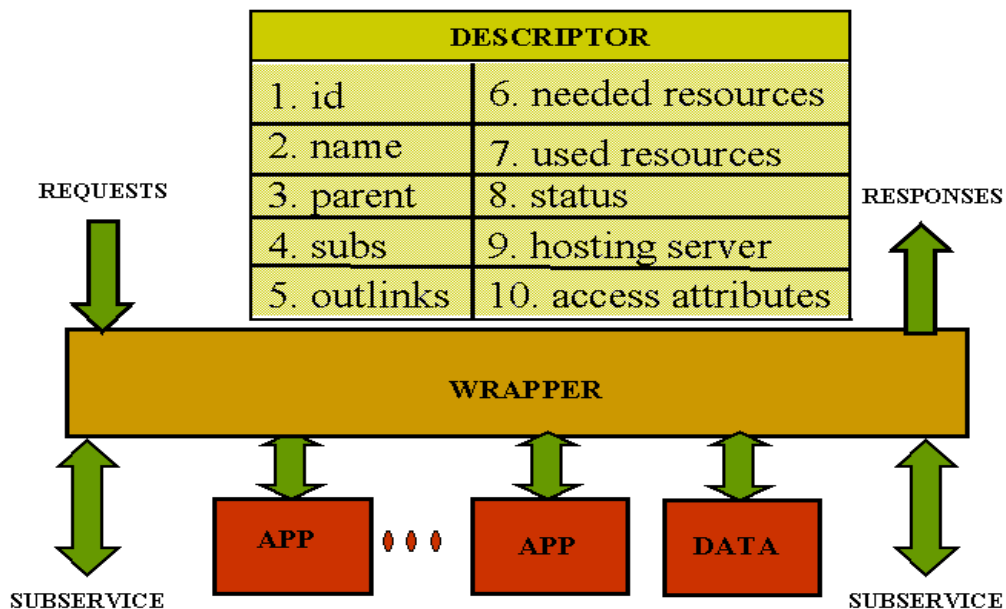 DESCRIPTOR
1. id
6. needed resources
2. name
7. used resources
3. parent
8. status
4. subs
9. hosting server
5. outlinks
10. access attributes
REQUESTS
RESPONSES
WRAPPER
APP
APP
DATA
SUBSERVICE
SUBSERVICE